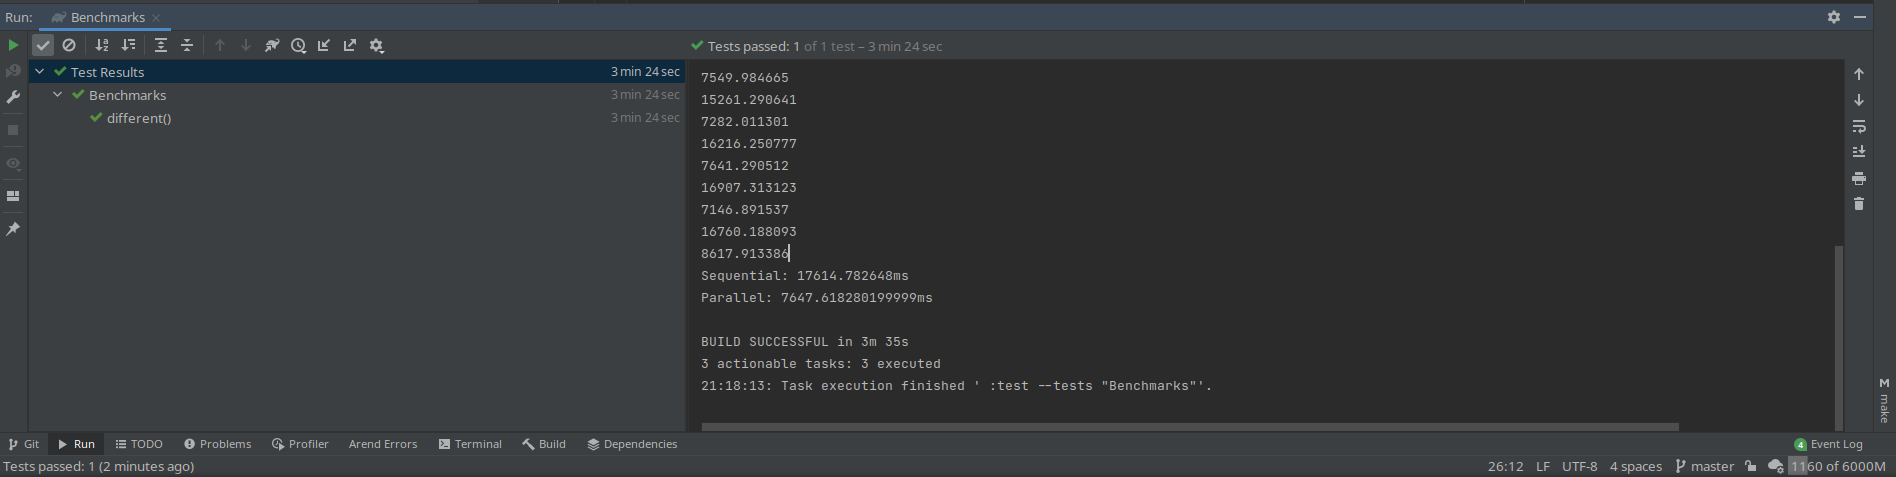 Run: Benchmarks
Tests passed: 1 of 1 test – 3 min 24 sec
Test Results 3 min 24 sec
Benchmarks 3 min 24 sec
different() 3 min 24 sec
7549.984665
15261.290641
7282.011301
16216.250777
7641.290512
16907.313123
7146.891537
16760.188093
8617.913386
Sequential: 17614.782648ms
Parallel: 7647.618280199999ms
BUILD SUCCESSFUL in 3m 35s
3 actionable tasks: 3 executed
21:18:13: Task execution finished ' :test --tests "Benchmarks"'.
M make
Git Run TODO Problems Profiler Arend Errors Terminal Build Dependencies 4 Event Log
Tests passed: 1 (2 minutes ago) 26:12 LF UTF-8 4 spaces master 1160 of 6000M